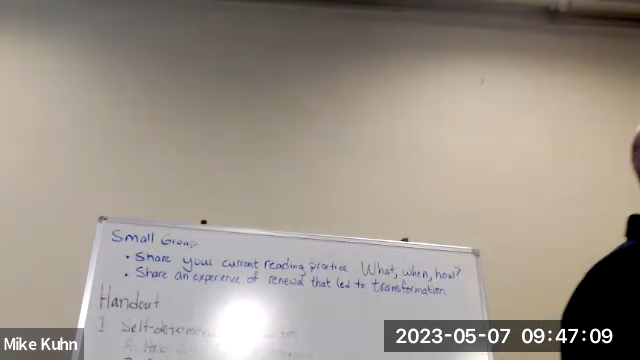 Small Group
• Share your current reading practice What, when, how?
• Share an experience of renewal that led to transformation
Handout
I Self-determin
Mike Kuhn
2023-05-07 09:47:09